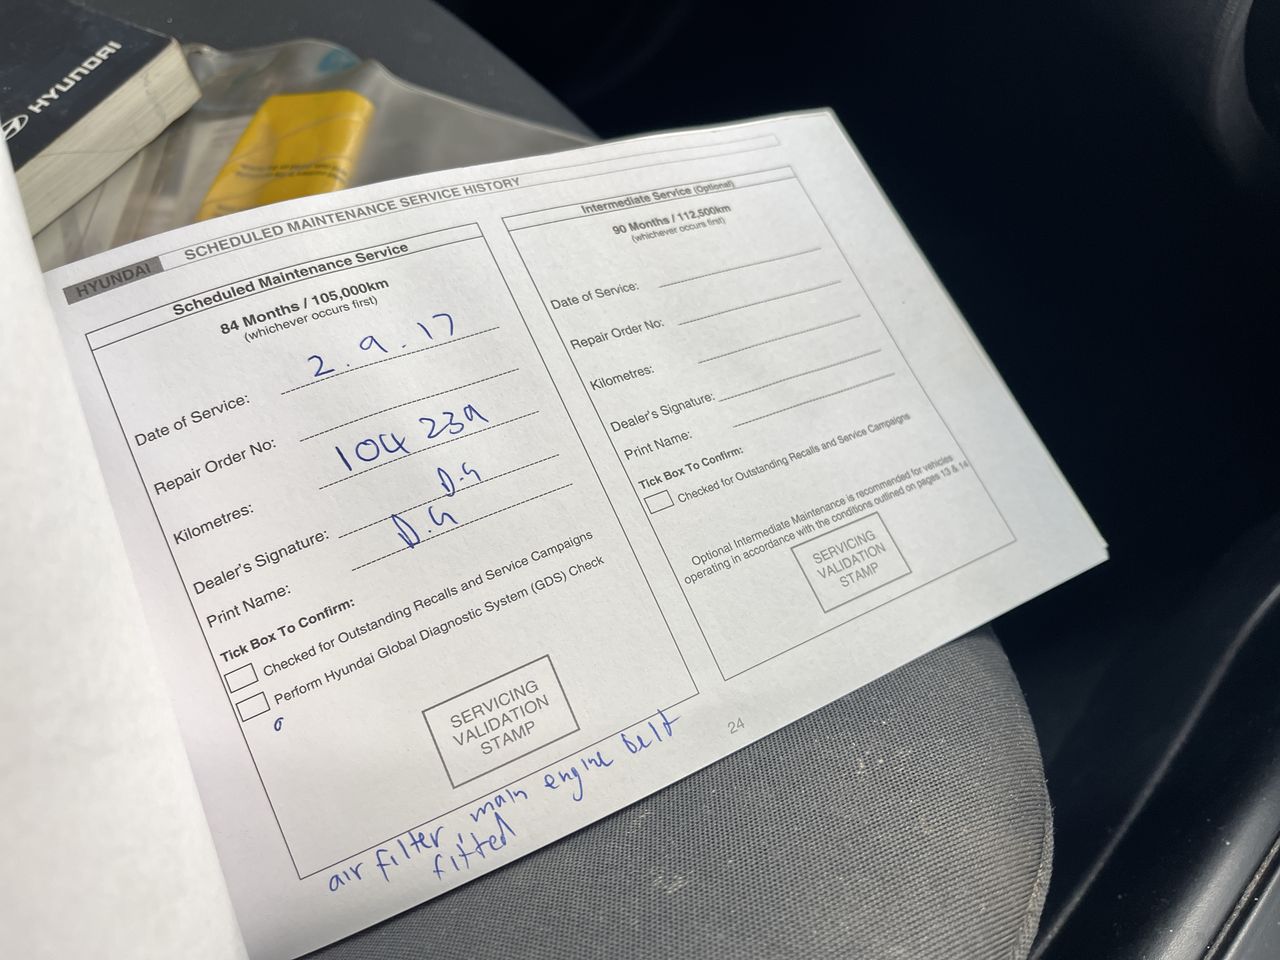 HYUNDAI
HYUNDAI
SCHEDULED MAINTENANCE SERVICE HISTORY
Scheduled Maintenance Service
84 Months / 105,000km
(whichever occurs first)
Date of Service: 2.9.17
Repair Order No:
Kilometres: 104239
Dealer's Signature: D.G
Print Name: D.G
Tick Box To Confirm:
Checked for Outstanding Recalls and Service Campaigns
Perform Hyundai Global Diagnostic System (GDS) Check
SERVICING
VALIDATION
STAMP
air filter, main engine belt
fitted
Intermediate Service (Optional)
90 Months / 112,500km
(whichever occurs first)
Date of Service:
Repair Order No:
Kilometres:
Dealer's Signature:
Print Name:
Tick Box To Confirm:
Checked for Outstanding Recalls and Service Campaigns
Optional Intermediate Maintenance is recommended for vehicles
operating in accordance with the conditions outlined on pages 13 & 14
SERVICING
VALIDATION
STAMP
24